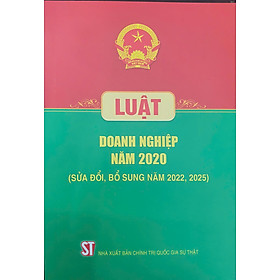 LUẬT
DOANH NGHIỆP
NĂM 2020
(SỬA ĐỔI, BỔ SUNG NĂM 2022, 2025)
ST NHÀ XUẤT BẢN CHÍNH TRỊ QUỐC GIA SỰ THẬT